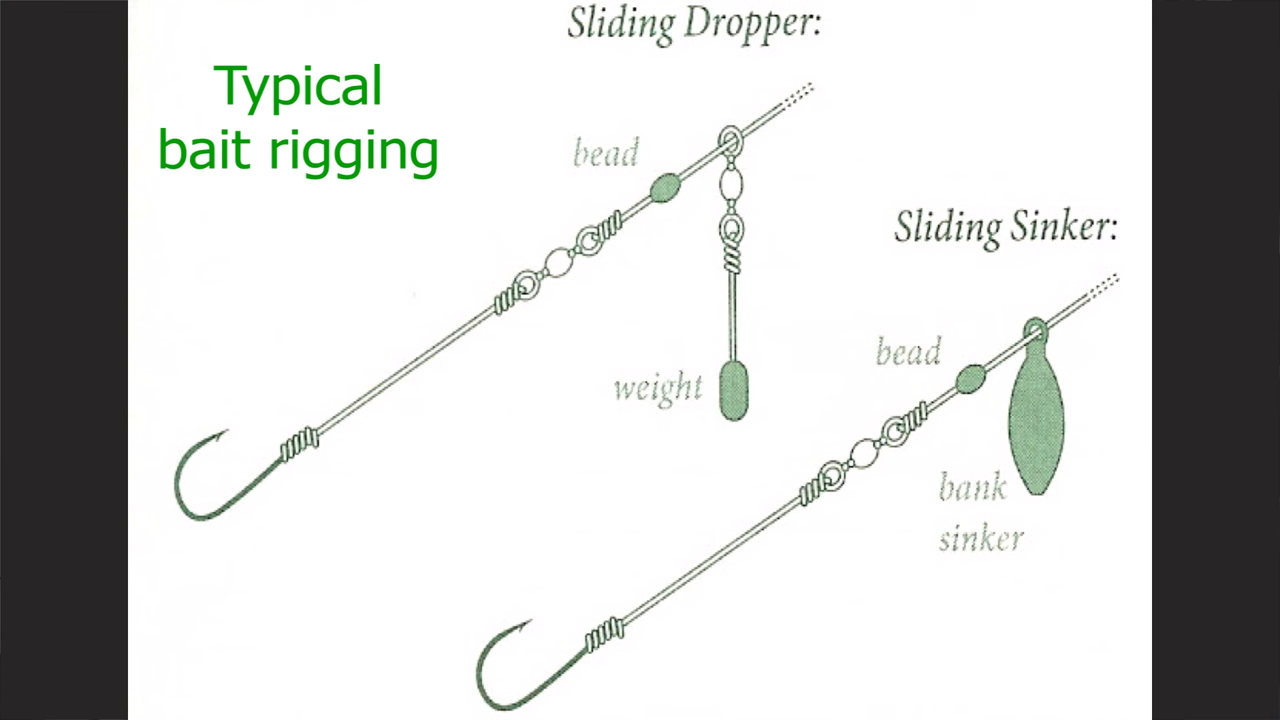 Sliding Dropper:
Typical
bait rigging
bead
weight
Sliding Sinker:
bead
bank
sinker